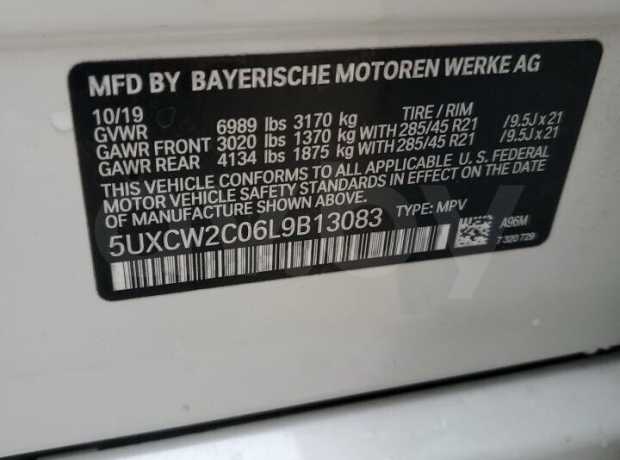 MFD BY BAYERISCHE MOTOREN WERKE AG
10/19
GVWR 6989 lbs 3170 kg TIRE / RIM
GAWR FRONT 3020 lbs 1370 kg WITH 285/45 R21 /9.5J x 21
GAWR REAR 4134 lbs 1875 kg WITH 285/45 R21 /9.5J x 21
THIS VEHICLE CONFORMS TO ALL APPLICABLE U. S. FEDERAL
MOTOR VEHICLE SAFETY STANDARDS IN EFFECT ON THE
DATE OF MANUFACTURE SHOWN ABOVE.
5UXCW2C06L9B13083 TYPE: MPV
A96M
7 320 729